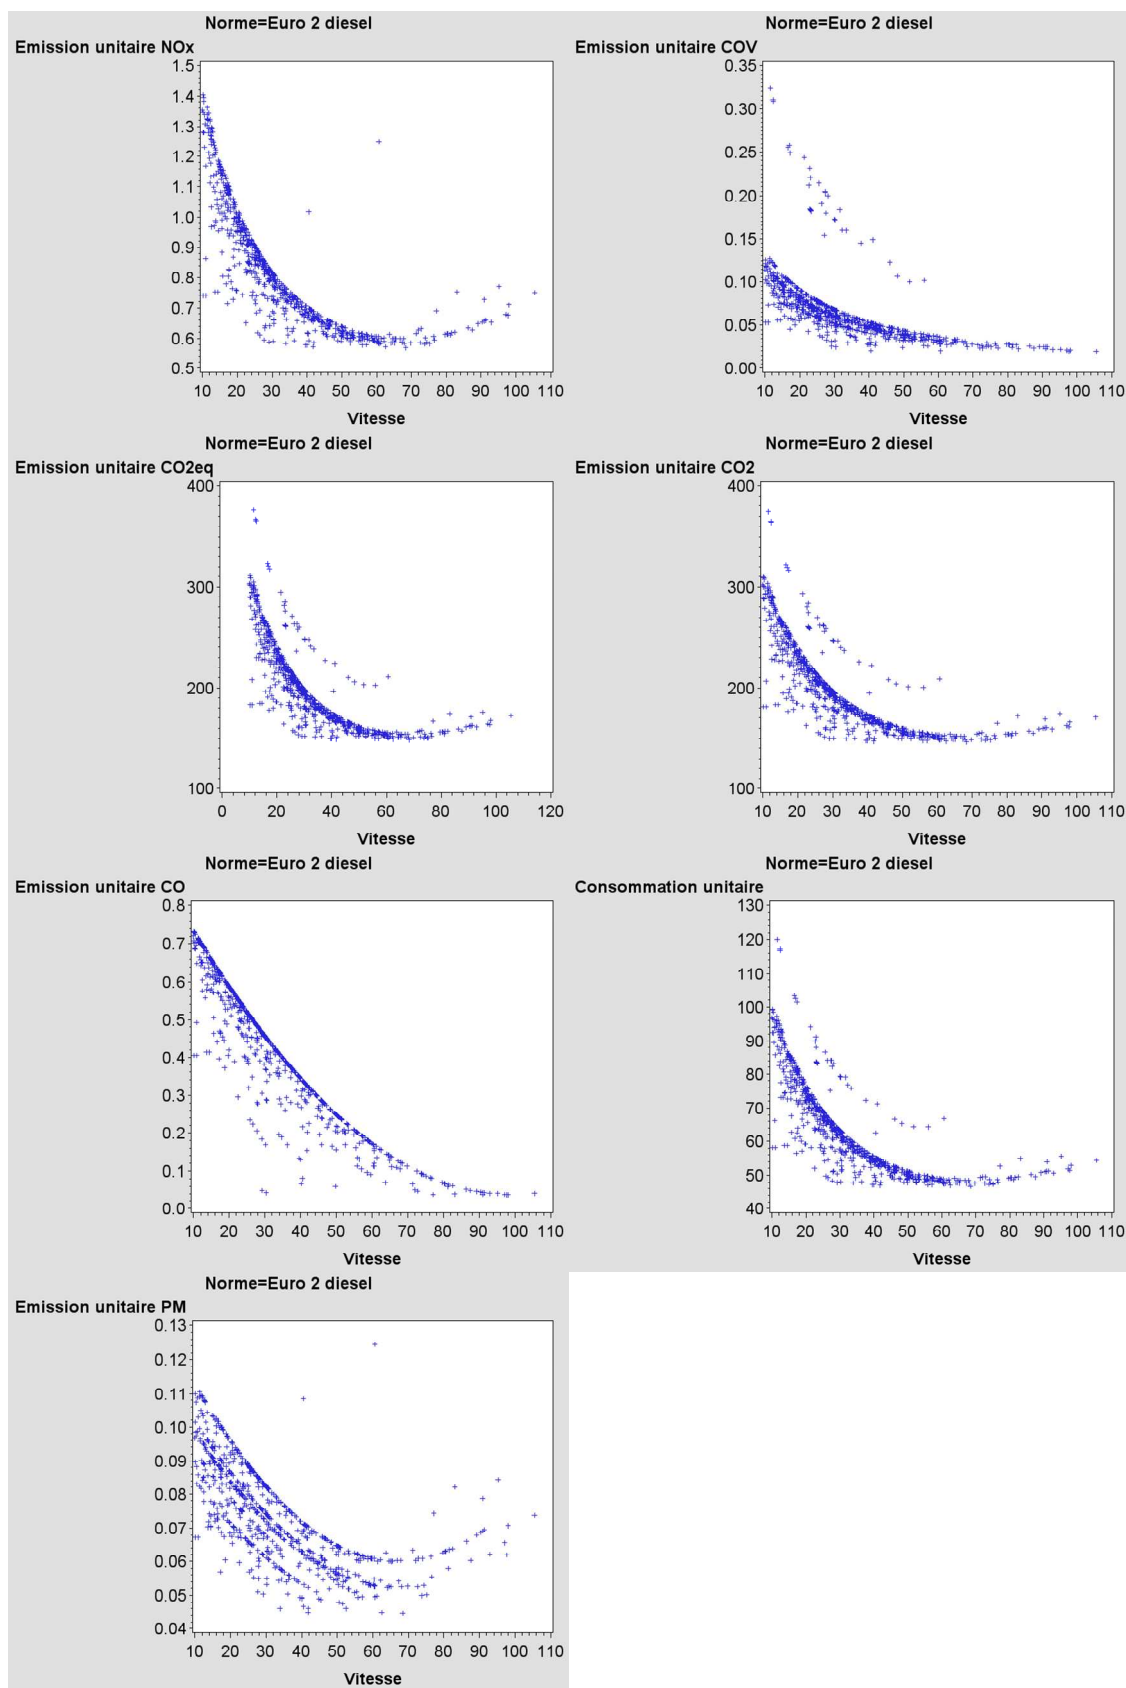 Norme=Euro 2 diesel
Emission unitaire NOx
1.5
1.4
1.3
1.2
1.1
1.0
0.9
0.8
0.7
0.6
0.5
10 20 30 40 50 60 70 80 90 100 110
Vitesse
Norme=Euro 2 diesel
Emission unitaire COV
0.35
0.30
0.25
0.20
0.15
0.10
0.05
0.00
10 20 30 40 50 60 70 80 90 100 110
Vitesse
Norme=Euro 2 diesel
Emission unitaire CO2eq
400
300
200
100
0 20 40 60 80 100 120
Vitesse
Norme=Euro 2 diesel
Emission unitaire CO2
400
300
200
100
10 20 30 40 50 60 70 80 90 100 110
Vitesse
Norme=Euro 2 diesel
Emission unitaire CO
0.8
0.7
0.6
0.5
0.4
0.3
0.2
0.1
0.0
10 20 30 40 50 60 70 80 90 100 110
Vitesse
Norme=Euro 2 diesel
Consommation unitaire
130
120
110
100
90
80
70
60
50
40
10 20 30 40 50 60 70 80 90 100 110
Vitesse
Norme=Euro 2 diesel
Emission unitaire PM
0.13
0.12
0.11
0.10
0.09
0.08
0.07
0.06
0.05
0.04
10 20 30 40 50 60 70 80 90 100 110
Vitesse